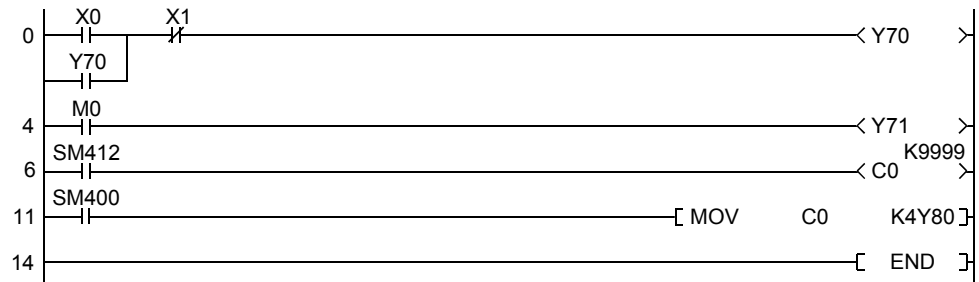 X0 X1
0 Y70
Y70
M0
4 Y71
SM412 K9999
6 C0
SM400
11 MOV C0 K4Y80
14 END